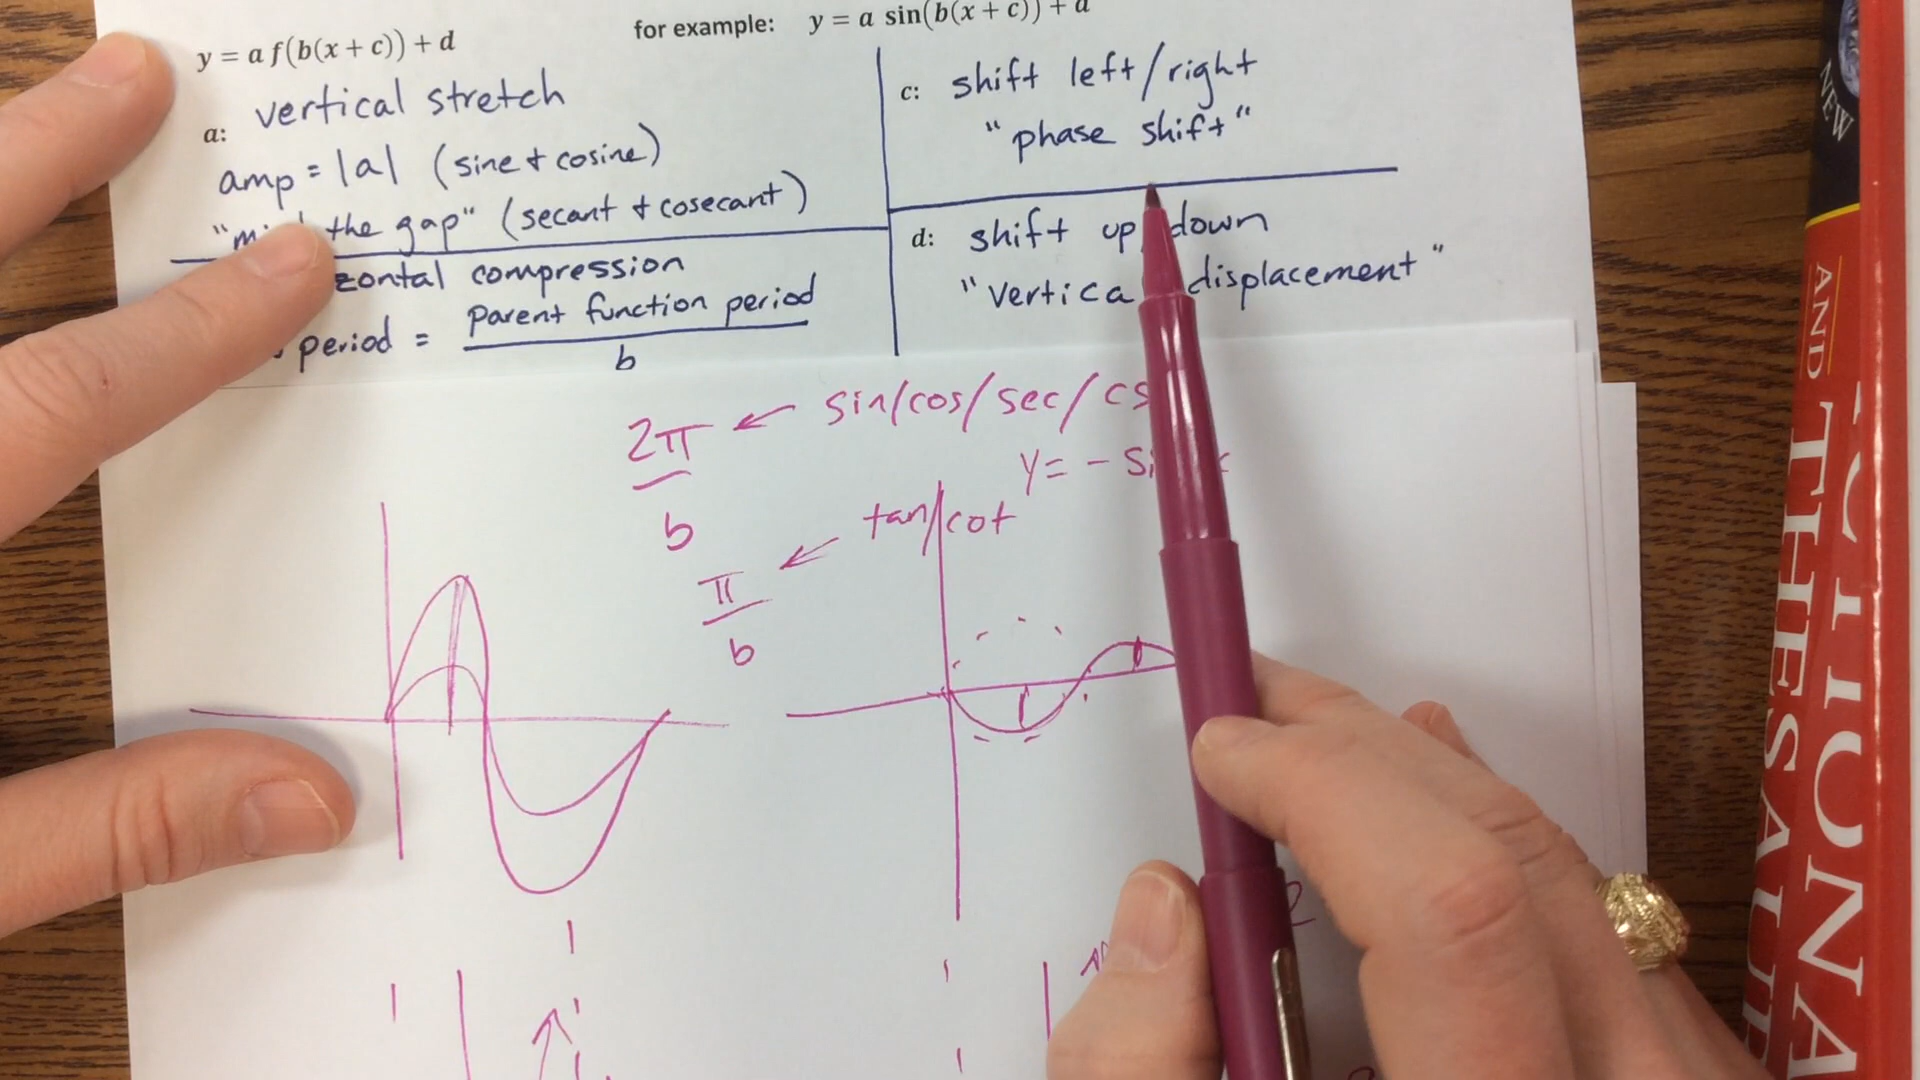 y = a f(b(x + c)) + d
for example: y = a sin(b(x + c)) + d
a: vertical stretch
amp = |a| (sine + cosine)
the gap" (secant + cosecant)
zontal compression
period = parent function period
b
c: shift left/right
"phase shift"
d: shift up down
"vertica displacement"
2π ← sin/cos/sec/cs
b
y = - si
π ← tan/cot
b
NEW
AND
THESAU
TIONA